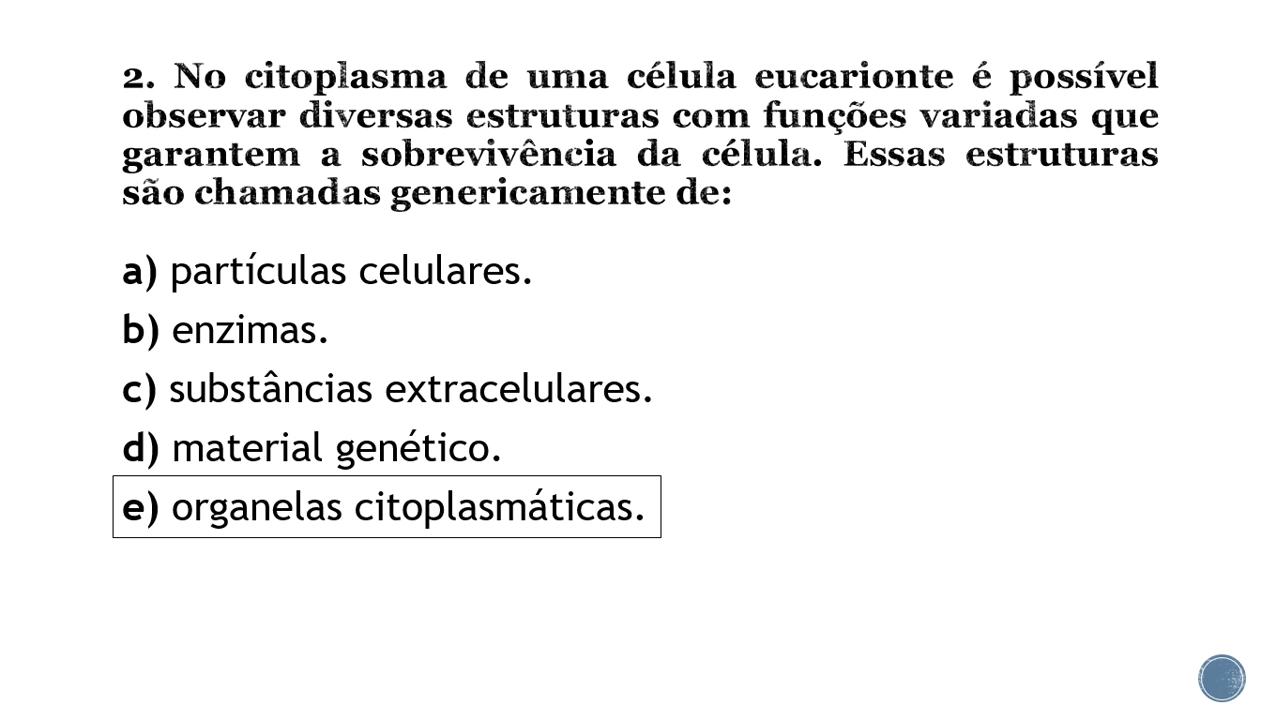 2. No citoplasma de uma célula eucarionte é possível
observar diversas estruturas com funções variadas que
garantem a sobrevivência da célula. Essas estruturas
são chamadas genericamente de:
a) partículas celulares.
b) enzimas.
c) substâncias extracelulares.
d) material genético.
e) organelas citoplasmáticas.